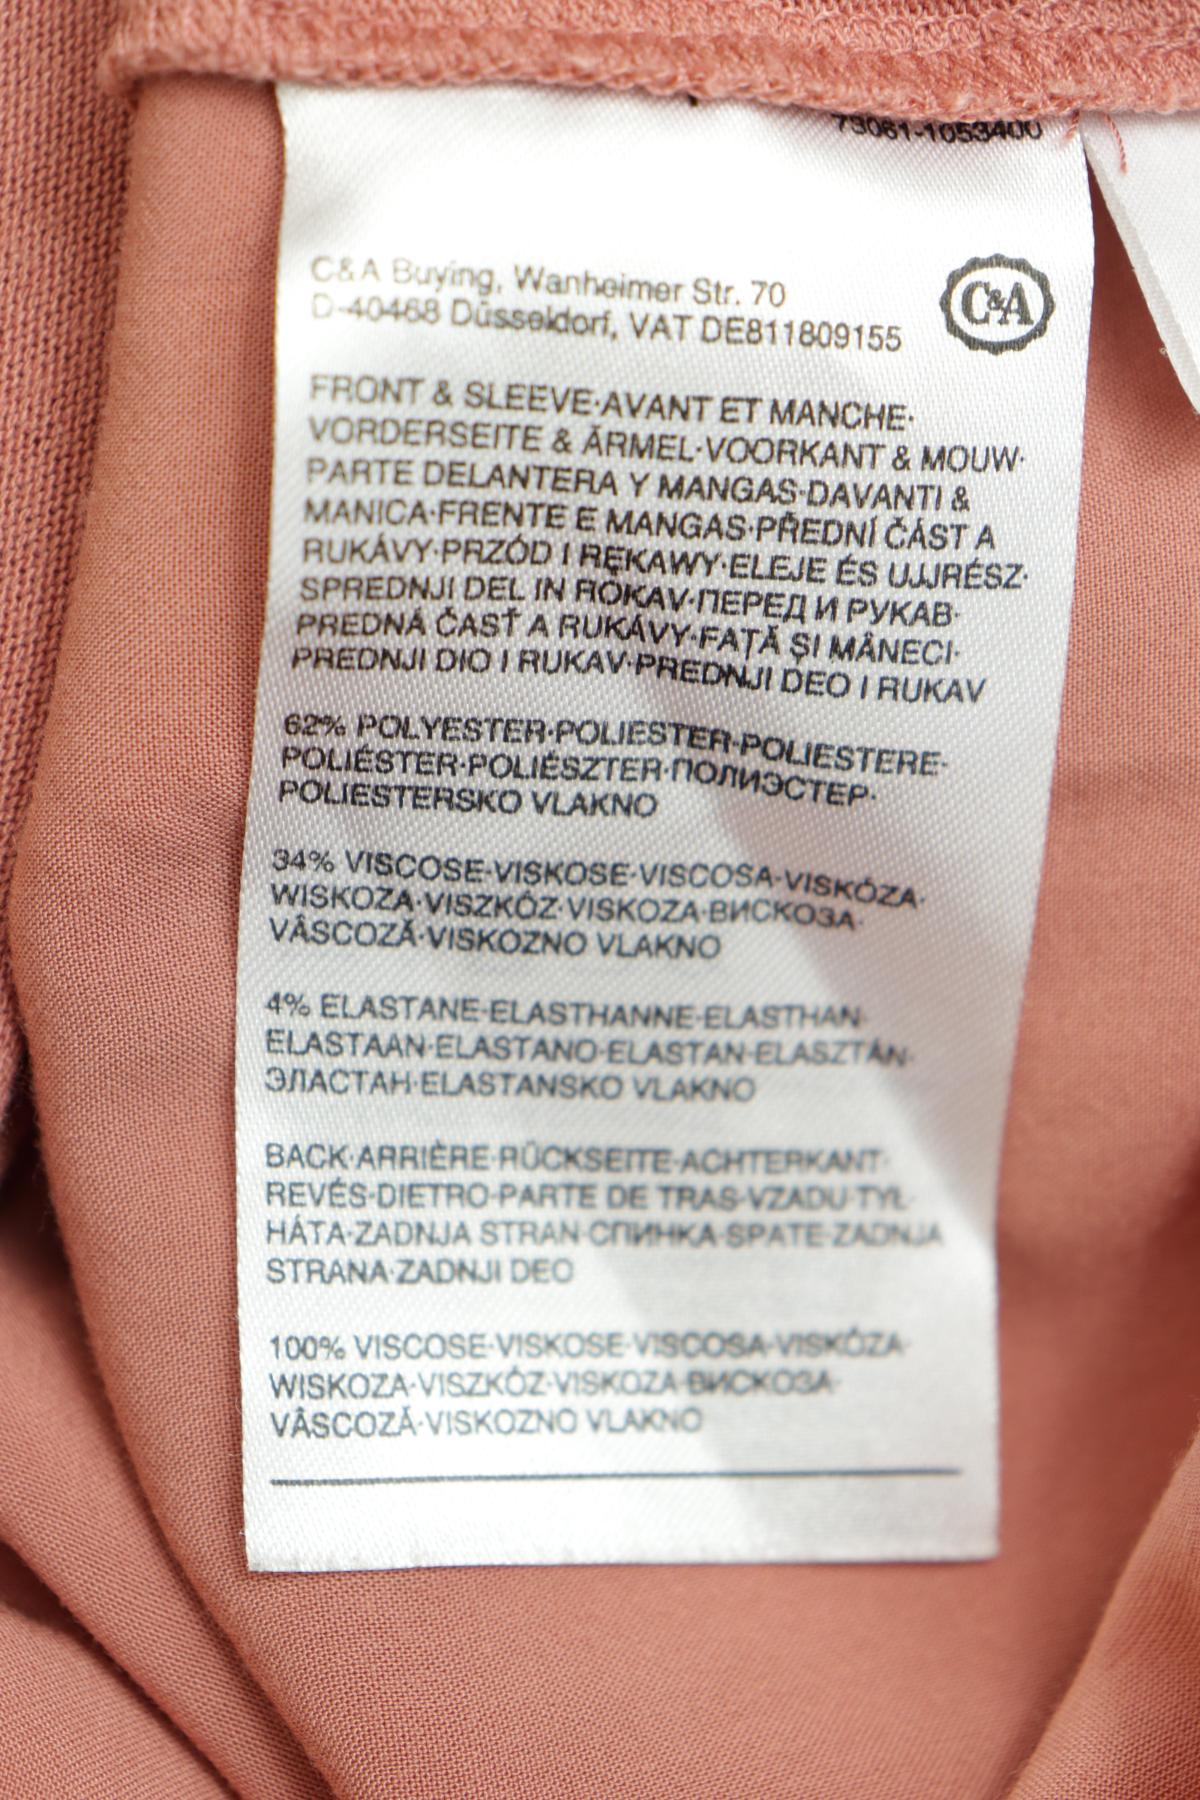 73061-1053400
C&A Buying, Wanheimer Str. 70
D-40468 Düsseldorf, VAT DE811809155
C&A
FRONT & SLEEVE·AVANT ET MANCHE·
VORDERSEITE & ÄRMEL·VOORKANT & MOUW·
PARTE DELANTERA Y MANGAS·DAVANTI &
MANICA·FRENTE E MANGAS·PŘEDNÍ ČÁST A
RUKÁVY·PRZÓD I RĘKAWY·ELEJE ÉS UJJRÉSZ·
SPREDNJI DEL IN ROKAV·ПЕРЕД И РУКАВ·
PREDNÁ ČASŤ A RUKÁVY·FAȚĂ ȘI MÂNECI·
PREDNJI DIO I RUKAV·PREDNJI DEO I RUKAV
62% POLYESTER·POLIESTER·POLIESTERE·
POLIÉSTER·POLIÉSZTER·ПОЛИЭСТЕР·
POLIESTERSKO VLAKNO
34% VISCOSE·VISKOSE·VISCOSA·VISKÓZA·
WISKOZA·VISZKÓZ·VISKOZA·ВИСКОЗА·
VÂSCOZĂ·VISKOZNO VLAKNO
4% ELASTANE·ELASTHANNE·ELASTHAN·
ELASTAAN·ELASTANO·ELASTAN·ELASZTÁN·
ЭЛАСТАН·ELASTANSKO VLAKNO
BACK·ARRIÈRE·RÜCKSEITE·ACHTERKANT·
REVÉS·DIETRO·PARTE DE TRAS·VZADU·TYŁ·
HÁTA·ZADNJA STRAN·СПИНКА·SPATE·ZADNJA
STRANA·ZADNJI DEO
100% VISCOSE·VISKOSE·VISCOSA·VISKÓZA·
WISKOZA·VISZKÓZ·VISKOZA·ВИСКОЗА·
VÂSCOZĂ·VISKOZNO VLAKNO